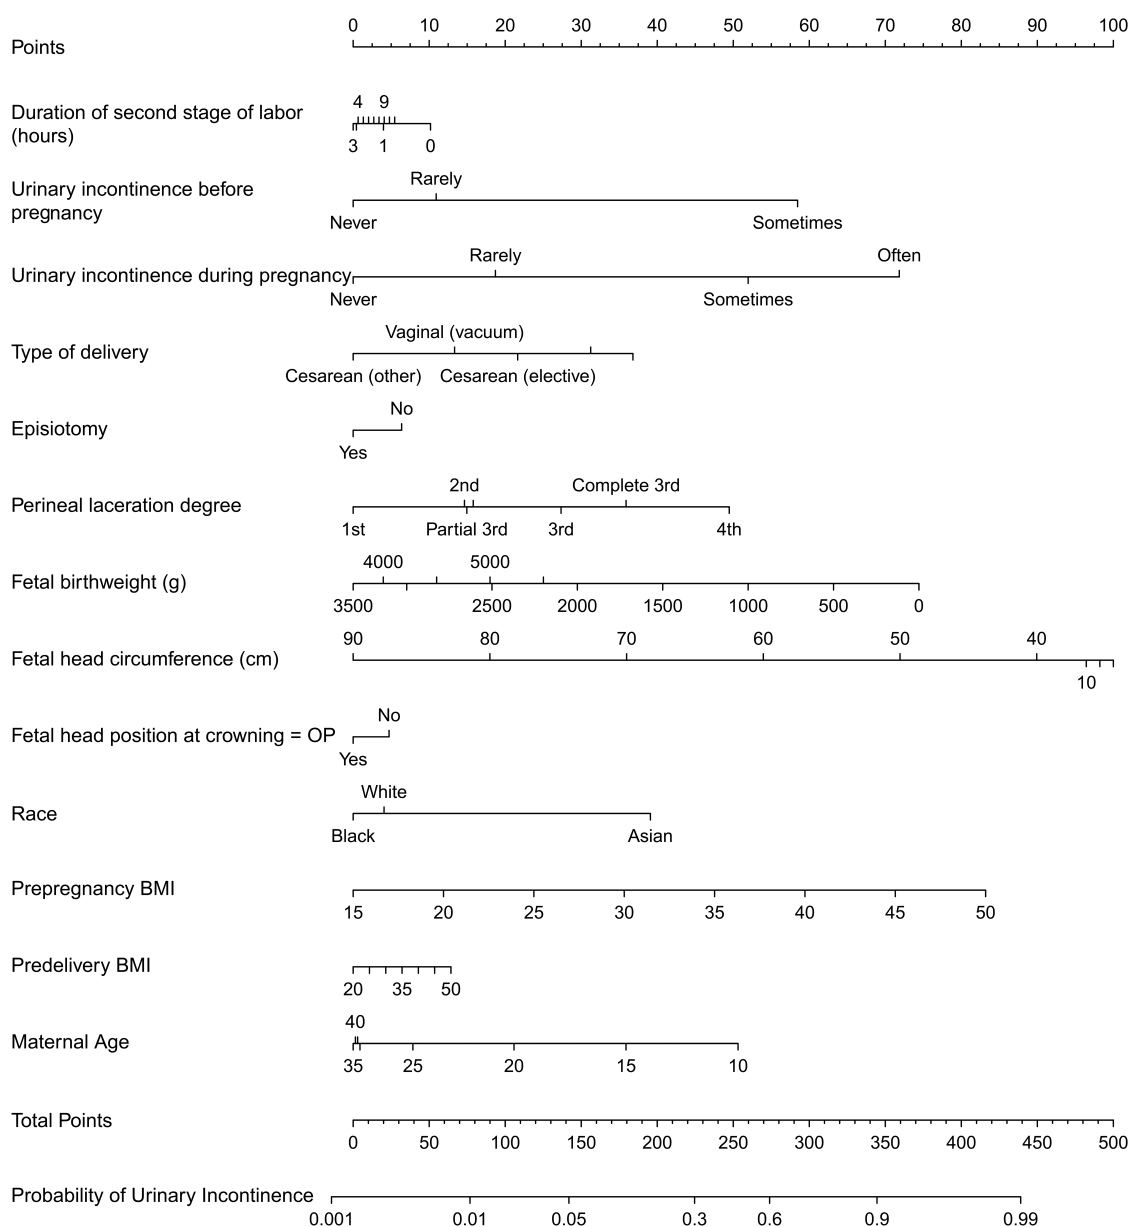 0 10 20 30 40 50 60 70 80 90 100
Points
4 9
Duration of second stage of labor
(hours)
3 1 0
Rarely
Urinary incontinence before
pregnancy
Never Sometimes
Rarely Often
Urinary incontinence during pregnancy
Never Sometimes
Vaginal (vacuum)
Type of delivery
Cesarean (other) Cesarean (elective)
No
Episiotomy
Yes
2nd Complete 3rd
Perineal laceration degree
1st Partial 3rd 3rd 4th
4000 5000
Fetal birthweight (g)
3500 2500 2000 1500 1000 500 0
90 80 70 60 50 40
Fetal head circumference (cm)
10
No
Fetal head position at crowning = OP
Yes
White
Race
Black Asian
Prepregnancy BMI
15 20 25 30 35 40 45 50
Predelivery BMI
20 35 50
40
Maternal Age
35 25 20 15 10
Total Points
0 50 100 150 200 250 300 350 400 450 500
Probability of Urinary Incontinence
0.001 0.01 0.05 0.3 0.6 0.9 0.99